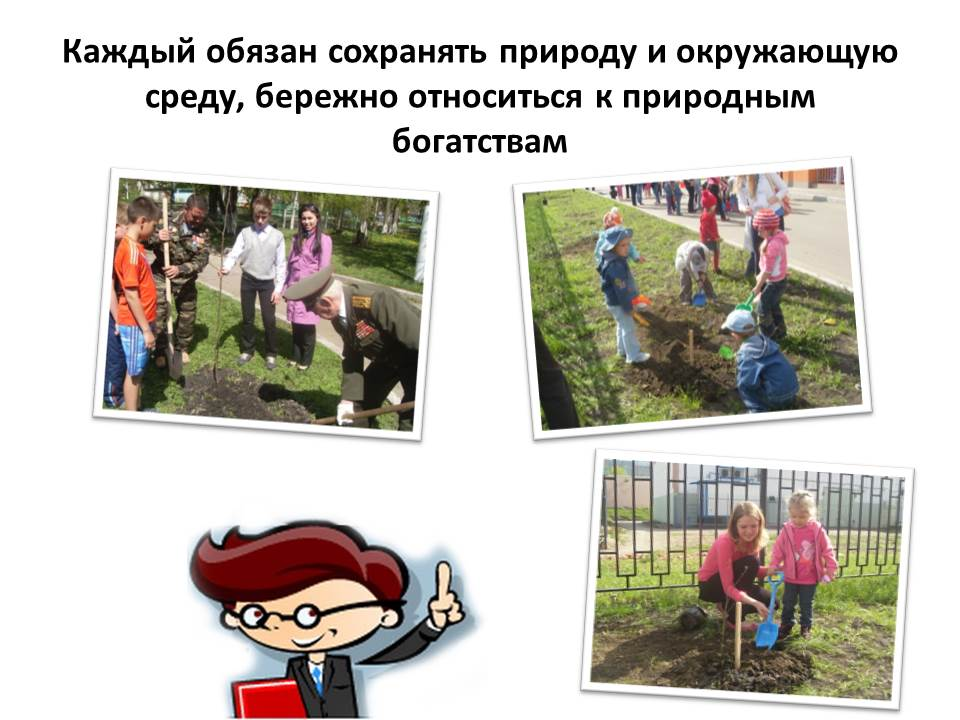 Каждый обязан сохранять природу и окружающую
среду, бережно относиться к природным
богатствам